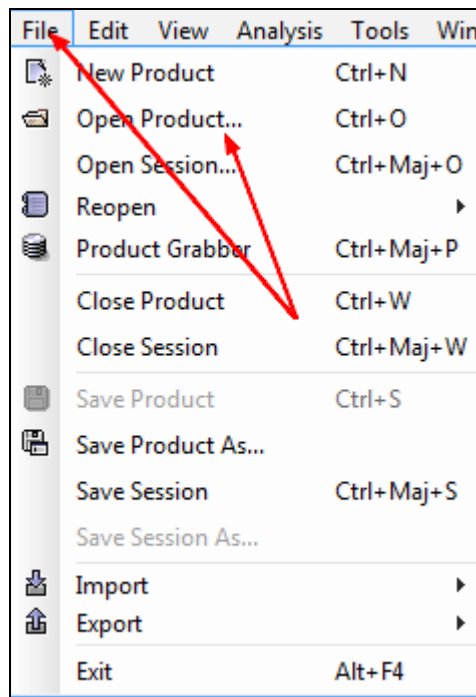 File Edit View Analysis Tools Win
New Product Ctrl+N
Open Product... Ctrl+O
Open Session... Ctrl+Maj+O
Reopen
Product Grabber Ctrl+Maj+P
Close Product Ctrl+W
Close Session Ctrl+Maj+W
Save Product Ctrl+S
Save Product As...
Save Session Ctrl+Maj+S
Save Session As...
Import
Export
Exit Alt+F4